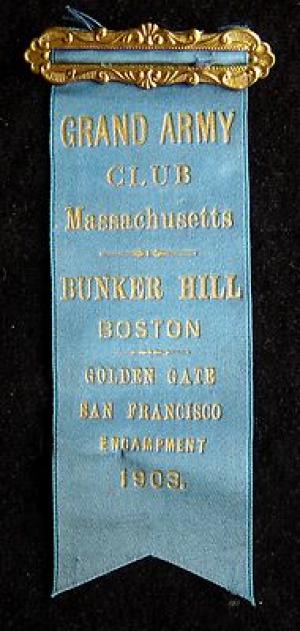 GRAND ARMY
CLUB
Massachusetts
BUNKER HILL
BOSTON
GOLDEN GATE
SAN FRANCISCO
ENCAMPMENT
1903.